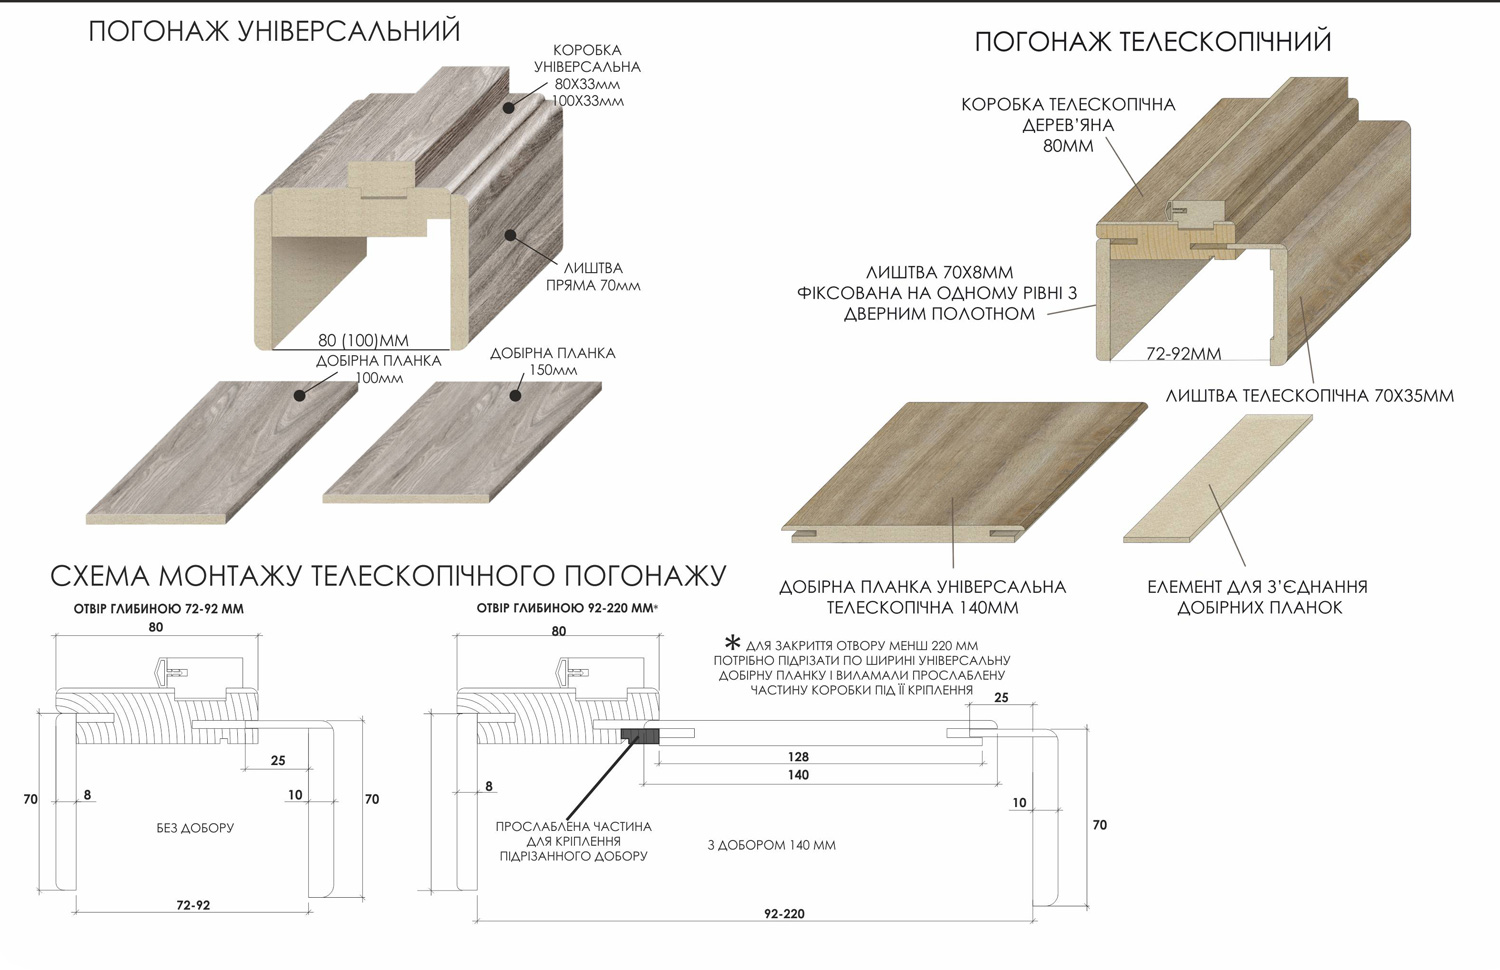 ПОГОНАЖ УНІВЕРСАЛЬНИЙ
КОРОБКА
УНІВЕРСАЛЬНА
80Х33мм
100Х33мм
ЛИШТВА
ПРЯМА 70мм
80 (100)ММ
ДОБІРНА ПЛАНКА
100мм
ДОБІРНА ПЛАНКА
150мм
ПОГОНАЖ ТЕЛЕСКОПІЧНИЙ
КОРОБКА ТЕЛЕСКОПІЧНА
ДЕРЕВ’ЯНА
80ММ
ЛИШТВА 70Х8ММ
ФІКСОВАНА НА ОДНОМУ РІВНІ З
ДВЕРНИМ ПОЛОТНОМ
72-92ММ
ЛИШТВА ТЕЛЕСКОПІЧНА 70Х35ММ
ДОБІРНА ПЛАНКА УНІВЕРСАЛЬНА
ТЕЛЕСКОПІЧНА 140ММ
ЕЛЕМЕНТ ДЛЯ З’ЄДНАННЯ
ДОБІРНИХ ПЛАНОК
СХЕМА МОНТАЖУ ТЕЛЕСКОПІЧНОГО ПОГОНАЖУ
ОТВІР ГЛИБИНОЮ 72-92 ММ
80
25
70
8
10
70
БЕЗ ДОБОРУ
72-92
ОТВІР ГЛИБИНОЮ 92-220 ММ*
80
* ДЛЯ ЗАКРИТТЯ ОТВОРУ МЕНШ 220 ММ
ПОТРІБНО ПІДРІЗАТИ ПО ШИРИНІ УНІВЕРСАЛЬНУ
ДОБІРНУ ПЛАНКУ І ВИЛАМАЛИ ПРОСЛАБЛЕНУ
ЧАСТИНУ КОРОБКИ ПІД ЇЇ КРІПЛЕННЯ
25
128
140
8
10
70
ПРОСЛАБЛЕНА ЧАСТИНА
ДЛЯ КРІПЛЕННЯ
ПІДРІЗАННОГО ДОБОРУ
З ДОБОРОМ 140 ММ
92-220